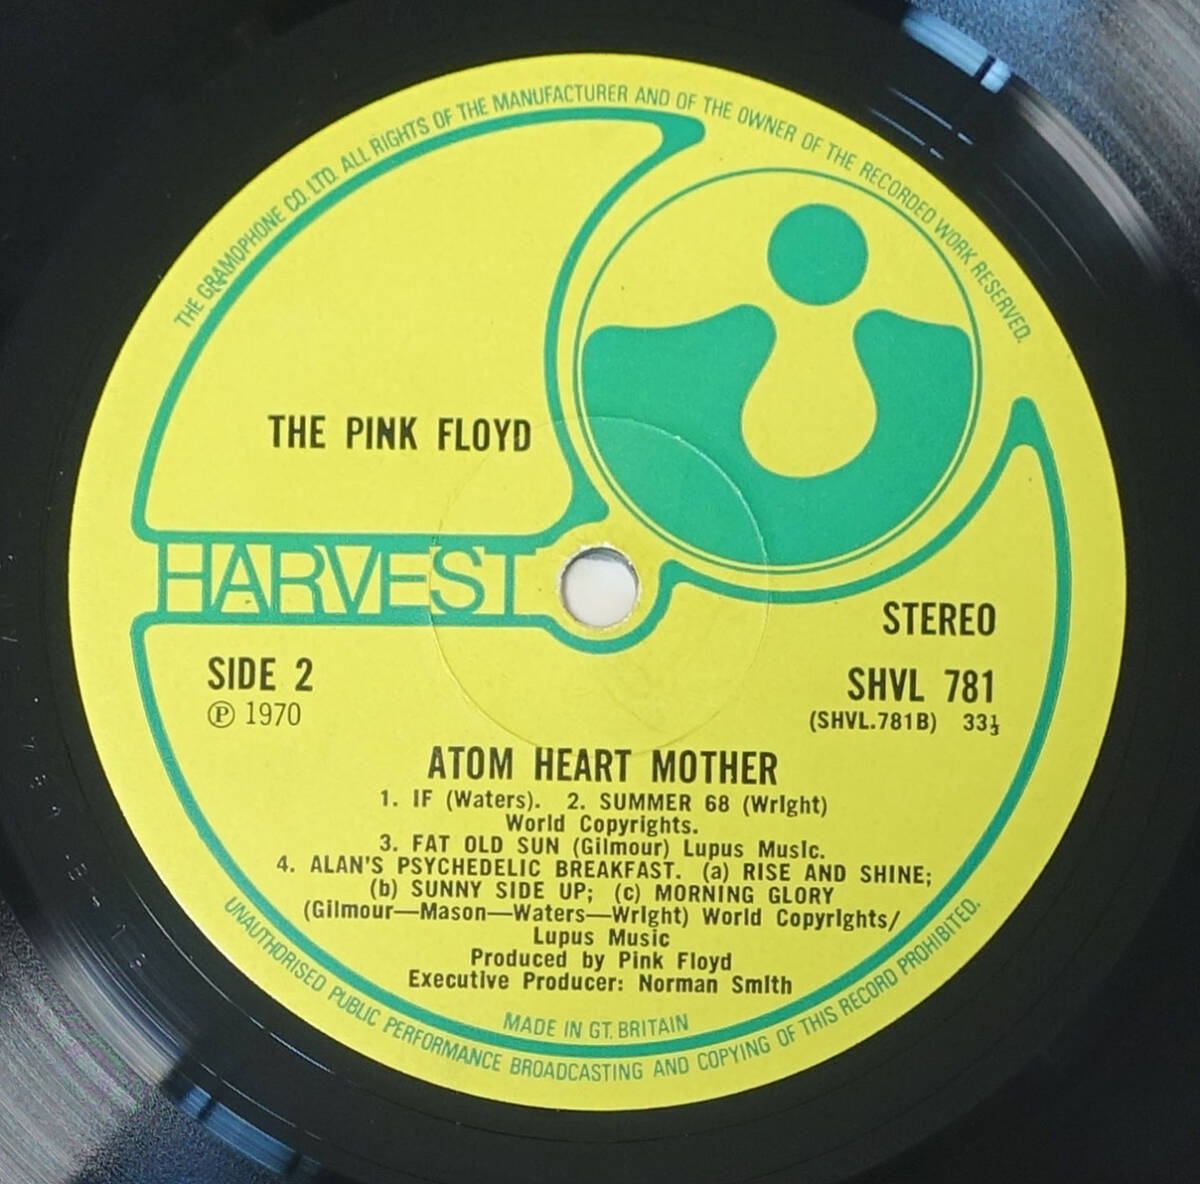 THE GRAMOPHONE CO. LTD. ALL RIGHTS OF THE MANUFACTURER AND OF THE OWNER OF THE RECORDED WORK RESERVED.
THE PINK FLOYD
HARVEST
STEREO
SIDE 2
SHVL 781
℗ 1970
(SHVL.781B) 33⅓
ATOM HEART MOTHER
1. IF (Waters). 2. SUMMER 68 (Wright)
World Copyrights.
3. FAT OLD SUN (Gilmour) Lupus Music.
4. ALAN'S PSYCHEDELIC BREAKFAST. (a) RISE AND SHINE;
(b) SUNNY SIDE UP; (c) MORNING GLORY
(Gilmour—Mason—Waters—Wright) World Copyrights/
Lupus Music
Produced by Pink Floyd
Executive Producer: Norman Smith
MADE IN GT. BRITAIN
UNAUTHORISED PUBLIC PERFORMANCE BROADCASTING AND COPYING OF THIS RECORD PROHIBITED.